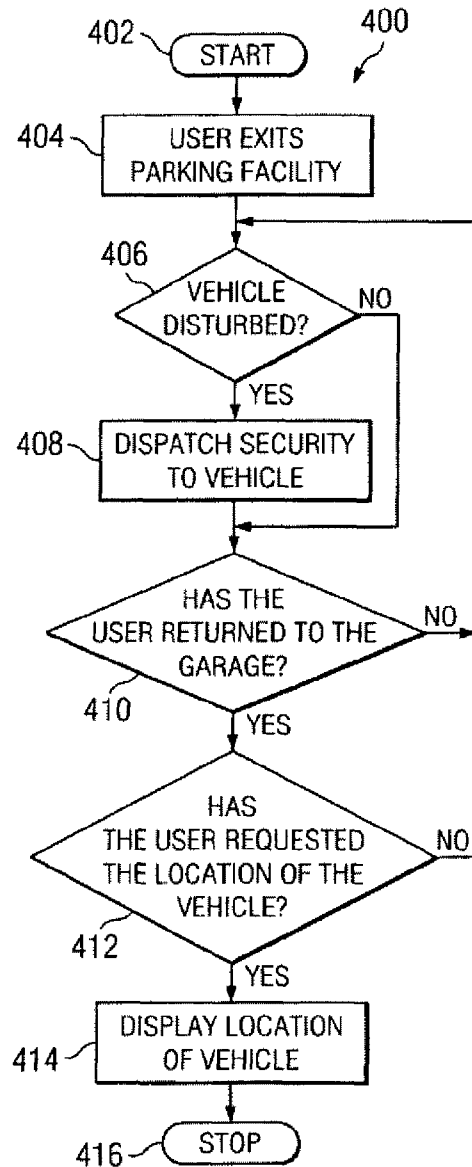 402
START
400
404
USER EXITS
PARKING FACILITY
406
VEHICLE
DISTURBED?
NO
YES
408
DISPATCH SECURITY
TO VEHICLE
HAS THE
USER RETURNED TO THE
GARAGE?
NO
410
YES
HAS
THE USER REQUESTED
THE LOCATION OF THE
VEHICLE?
NO
412
YES
414
DISPLAY LOCATION
OF VEHICLE
416
STOP